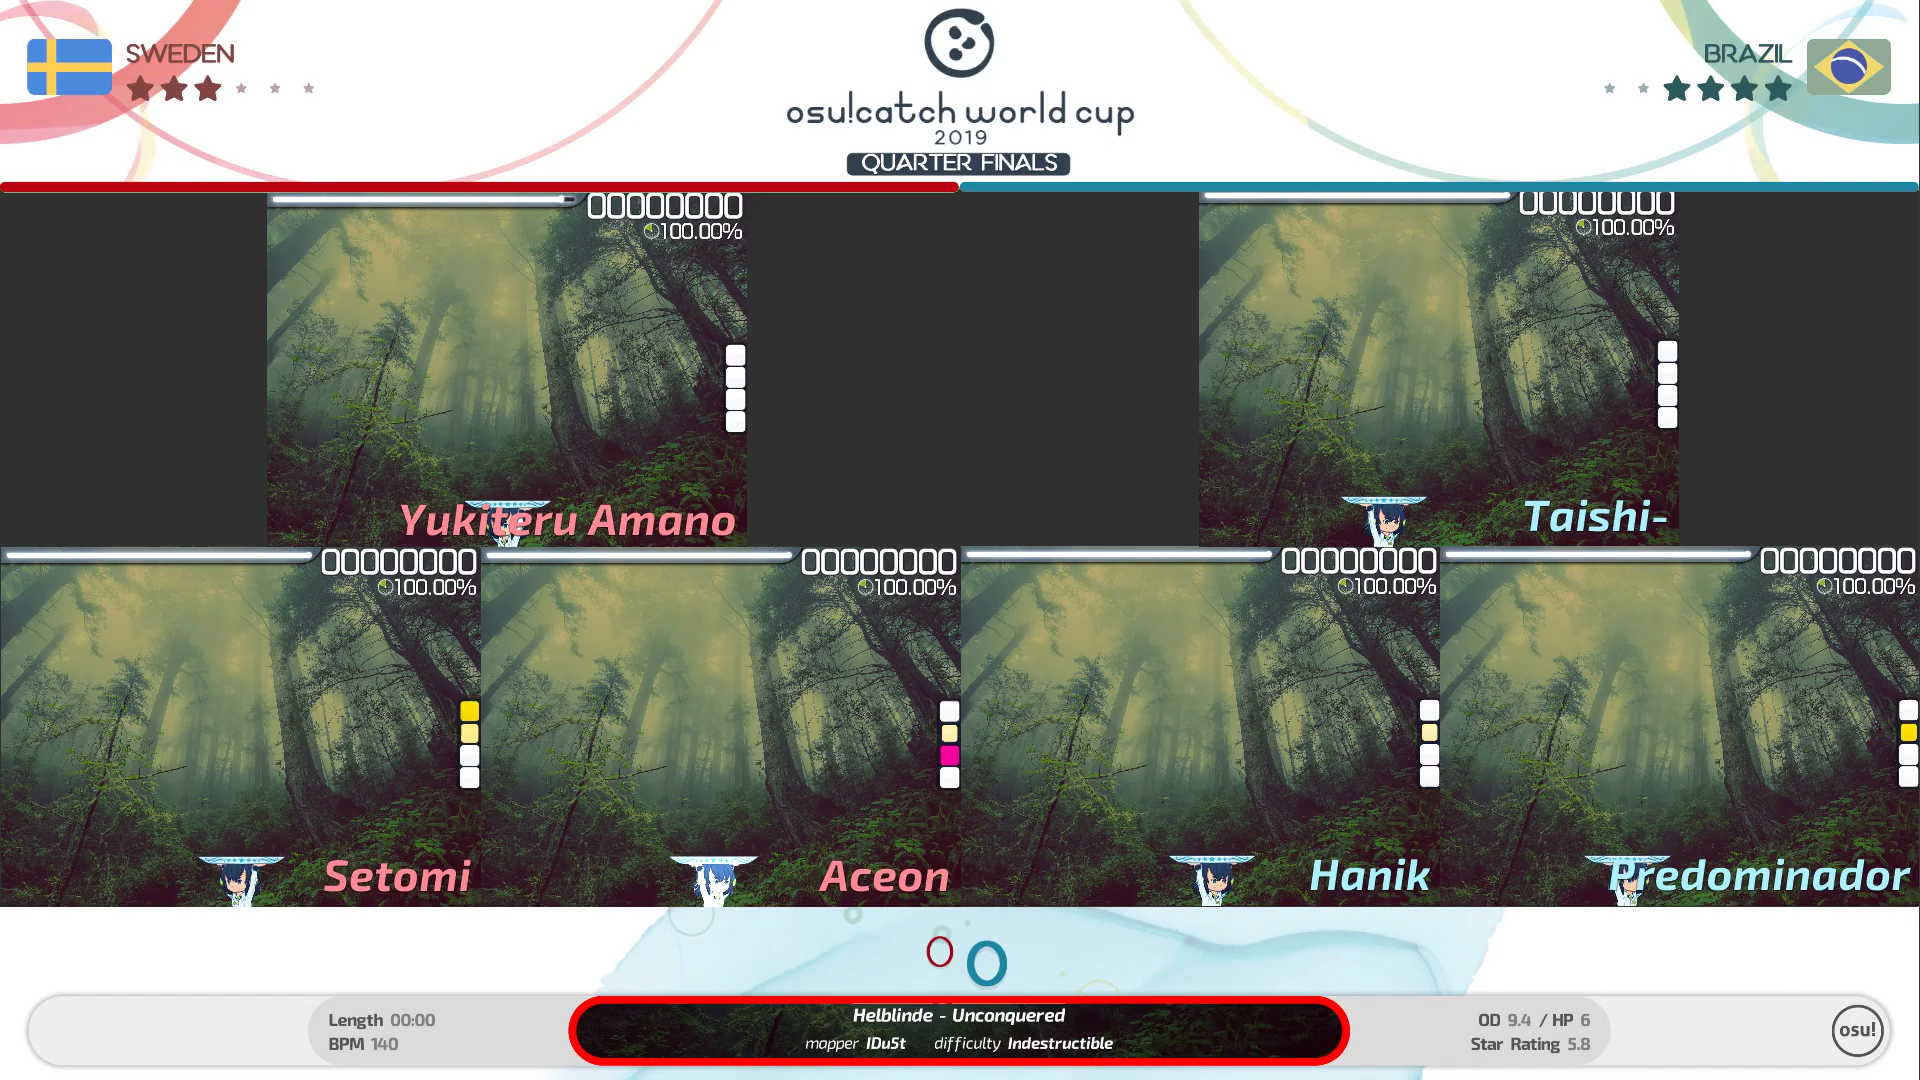 SWEDEN
BRAZIL
osu!catch world cup
2019
QUARTER FINALS
00000000
100.00%
Yukiteru Amano
00000000
100.00%
Taishi-
00000000
100.00%
Setomi
00000000
100.00%
Aceon
00000000
100.00%
Hanik
00000000
100.00%
Predominador
0 0
Length 00:00
BPM 140
Helblinde - Unconquered
mapper IDu5t difficulty Indestructible
OD 9.4 / HP 6
Star Rating 5.8
osu!